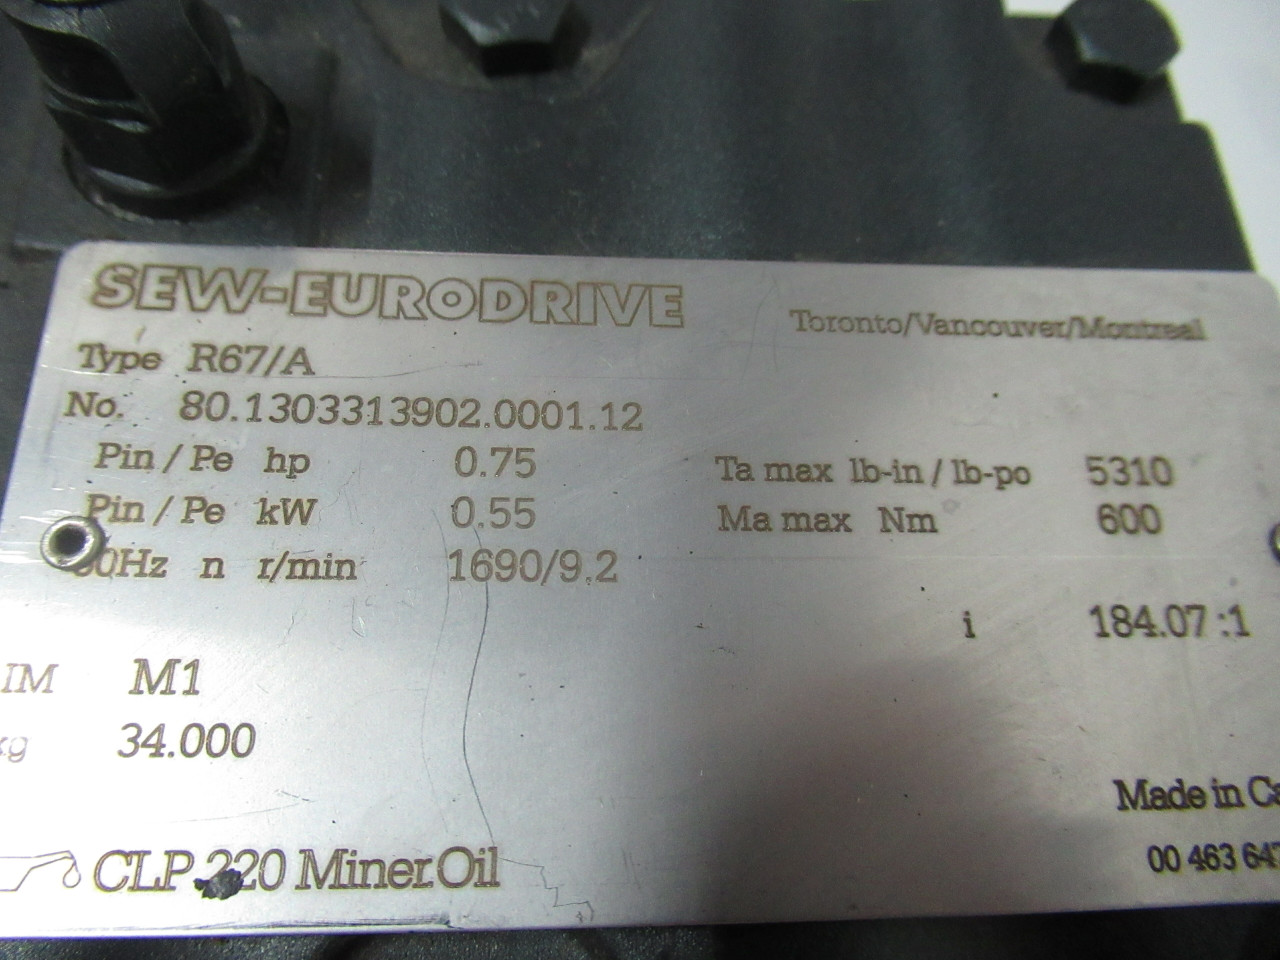 SEW-EURODRIVE
Toronto/Vancouver/Montreal
Type R67/A
No. 80.1303313902.0001.12
Pin / Pe hp 0.75
Ta max lb-in / lb-po 5310
Pin / Pe kW 0.55
Ma max Nm 600
n r/min 1690/9.2
i 184.07 :1
IM M1
kg 34.000
Made in
CLP 220 Miner.Oil
00 463 647